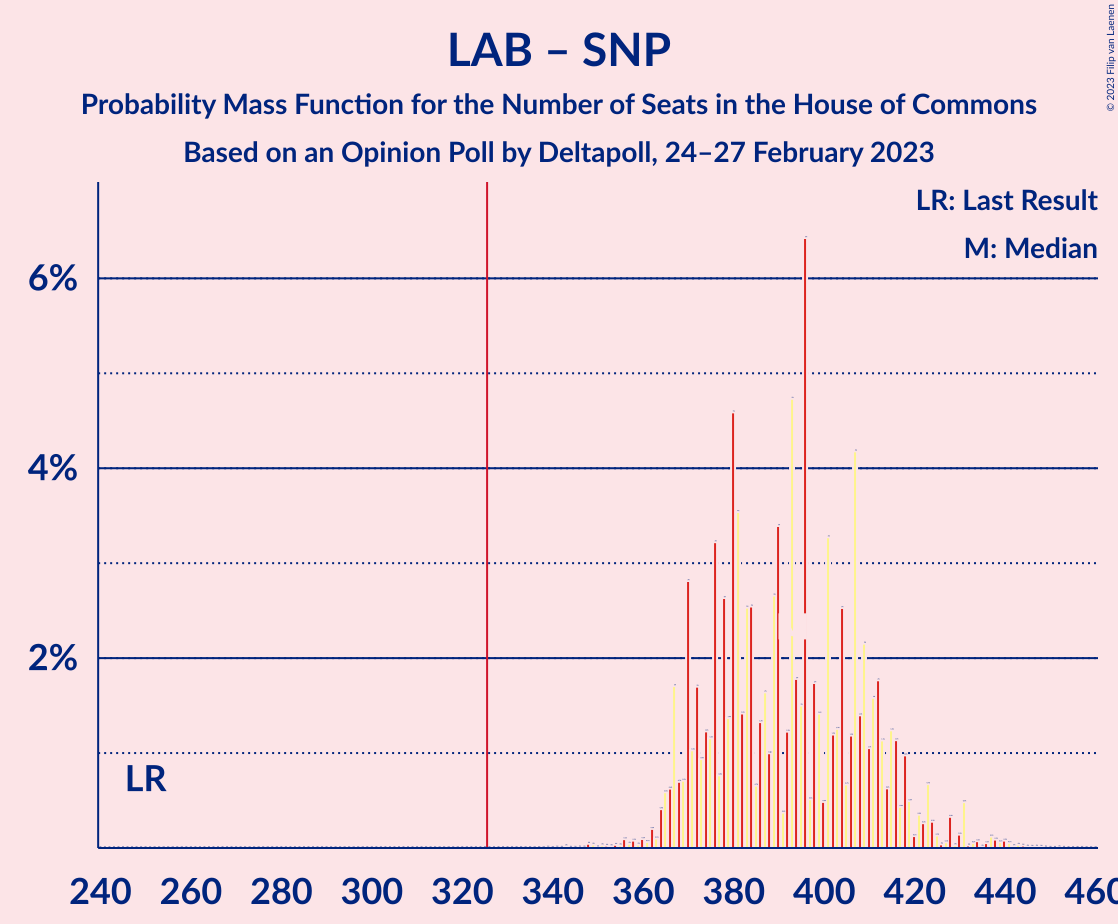 LAB – SNP
Probability Mass Function for the Number of Seats in the House of Commons
Based on an Opinion Poll by Deltapoll, 24–27 February 2023
© 2023 Filip van Laenen
LR: Last Result
M: Median
6%
4%
2%
LR
240 260 280 300 320 340 360 380 400 420 440 460